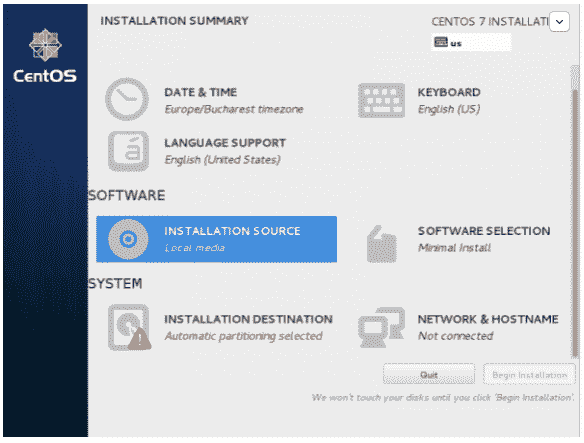 INSTALLATION SUMMARY
CENTOS 7 INSTALLATI
us
CentOS
DATE & TIME
Europe/Bucharest timezone
KEYBOARD
English (US)
LANGUAGE SUPPORT
English (United States)
SOFTWARE
INSTALLATION SOURCE
Local media
SOFTWARE SELECTION
Minimal Install
SYSTEM
INSTALLATION DESTINATION
Automatic partitioning selected
NETWORK & HOSTNAME
Not connected
Quit
Begin Installation
We won't touch your disks until you click 'Begin Installation'.